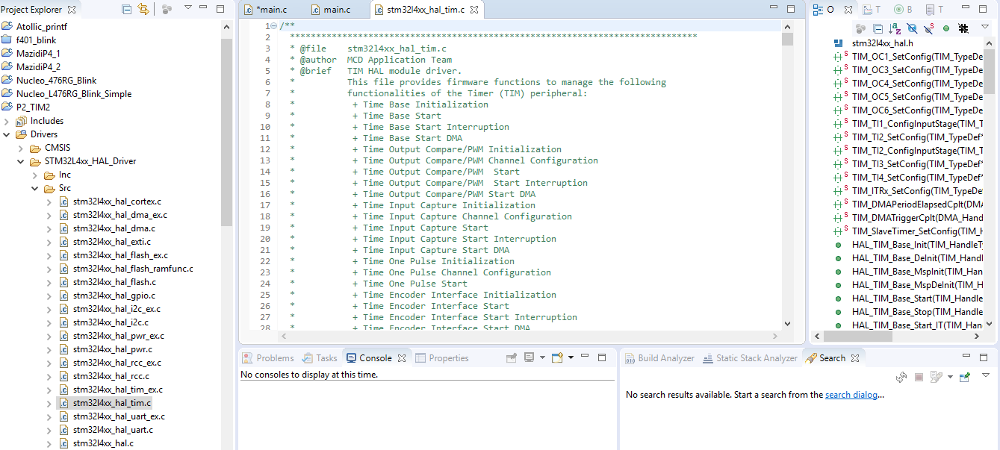 Project Explorer
Atollic_printf
f401_blink
MazidiP4_1
MazidiP4_2
Nucleo_476RG_Blink
Nucleo_L476RG_Blink_Simple
P2_TIM2
Includes
Drivers
CMSIS
STM32L4xx_HAL_Driver
Inc
Src
stm32l4xx_hal_cortex.c
stm32l4xx_hal_dma_ex.c
stm32l4xx_hal_dma.c
stm32l4xx_hal_exti.c
stm32l4xx_hal_flash_ex.c
stm32l4xx_hal_flash_ramfunc.c
stm32l4xx_hal_flash.c
stm32l4xx_hal_gpio.c
stm32l4xx_hal_i2c_ex.c
stm32l4xx_hal_i2c.c
stm32l4xx_hal_pwr_ex.c
stm32l4xx_hal_pwr.c
stm32l4xx_hal_rcc_ex.c
stm32l4xx_hal_rcc.c
stm32l4xx_hal_tim_ex.c
stm32l4xx_hal_tim.c
stm32l4xx_hal_uart_ex.c
stm32l4xx_hal_uart.c
stm32l4xx_hal.c
*main.c main.c stm32l4xx_hal_tim.c
1 /**
2 ******************************************************************************
3 * @file stm32l4xx_hal_tim.c
4 * @author MCD Application Team
5 * @brief TIM HAL module driver.
6 * This file provides firmware functions to manage the following
7 * functionalities of the Timer (TIM) peripheral:
8 * + Time Base Initialization
9 * + Time Base Start
10 * + Time Base Start Interruption
11 * + Time Base Start DMA
12 * + Time Output Compare/PWM Initialization
13 * + Time Output Compare/PWM Channel Configuration
14 * + Time Output Compare/PWM  Start
15 * + Time Output Compare/PWM  Start Interruption
16 * + Time Output Compare/PWM Start DMA
17 * + Time Input Capture Initialization
18 * + Time Input Capture Channel Configuration
19 * + Time Input Capture Start
20 * + Time Input Capture Start Interruption
21 * + Time Input Capture Start DMA
22 * + Time One Pulse Initialization
23 * + Time One Pulse Channel Configuration
24 * + Time One Pulse Start
25 * + Time Encoder Interface Initialization
26 * + Time Encoder Interface Start
27 * + Time Encoder Interface Start Interruption
28 * + Time Encoder Interface Start DMA
O T B T
stm32l4xx_hal.h
S TIM_OC1_SetConfig(TIM_TypeDe
S TIM_OC3_SetConfig(TIM_TypeDe
S TIM_OC4_SetConfig(TIM_TypeDe
S TIM_OC5_SetConfig(TIM_TypeDe
S TIM_OC6_SetConfig(TIM_TypeDe
S TIM_TI1_ConfigInputStage(TIM_T
S TIM_TI2_SetConfig(TIM_TypeDef*
S TIM_TI2_ConfigInputStage(TIM_T
S TIM_TI3_SetConfig(TIM_TypeDef*
S TIM_TI4_SetConfig(TIM_TypeDef*
S TIM_ITRx_SetConfig(TIM_TypeDe
S TIM_DMAPeriodElapsedCplt(DMA
S TIM_DMATriggerCplt(DMA_Hand
S TIM_SlaveTimer_SetConfig(TIM_H
HAL_TIM_Base_Init(TIM_HandleTy
HAL_TIM_Base_DeInit(TIM_Handl
HAL_TIM_Base_MspInit(TIM_Hand
HAL_TIM_Base_MspDeInit(TIM_H
HAL_TIM_Base_Start(TIM_Handle
HAL_TIM_Base_Stop(TIM_Handle
HAL_TIM_Base_Start_IT(TIM_Han
Problems Tasks Console Properties
No consoles to display at this time.
Build Analyzer Static Stack Analyzer Search
No search results available. Start a search from the search dialog...